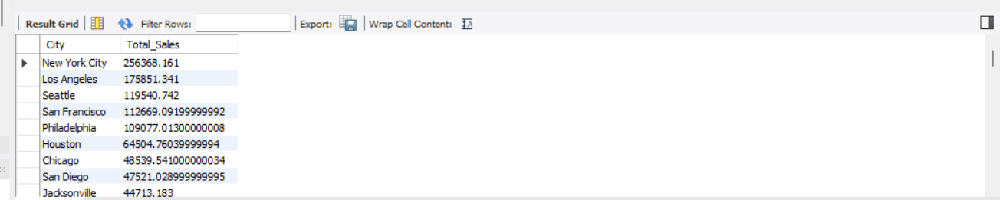 Result Grid Filter Rows: Export: Wrap Cell Content: IA
City Total_Sales
New York City 256368.161
Los Angeles 175851.341
Seattle 119540.742
San Francisco 112669.09199999992
Philadelphia 109077.01300000008
Houston 64504.76039999994
Chicago 48539.541000000034
San Diego 47521.028999999995
Jacksonville 44713.183